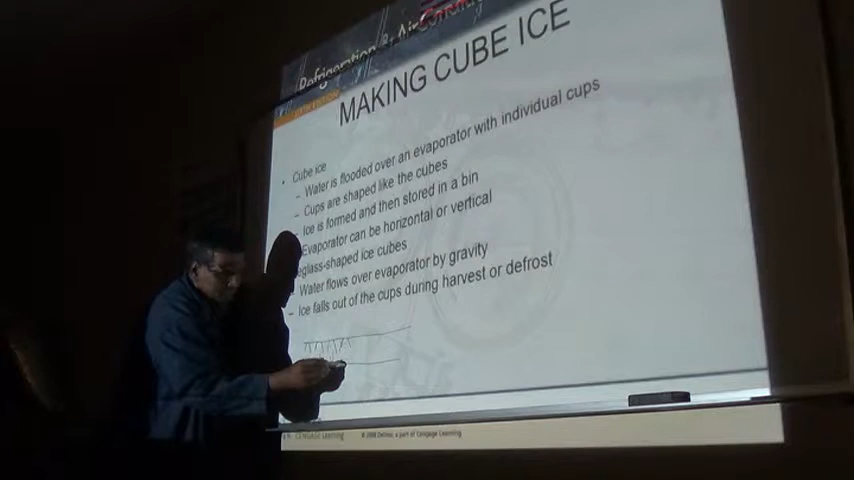 Refrigeration & Air Conditio
MAKING CUBE ICE
• Cube ice
– Water is flooded over an evaporator with individual cups
– Cups are shaped like the cubes
– Ice is formed and then stored in a bin
Evaporator can be horizontal or vertical
eglass-shaped ice cubes
Water flows over evaporator by gravity
– Ice falls out of the cups during harvest or defrost
CENGAGE Learning © 2009 Delmar, a part of Cengage Learning